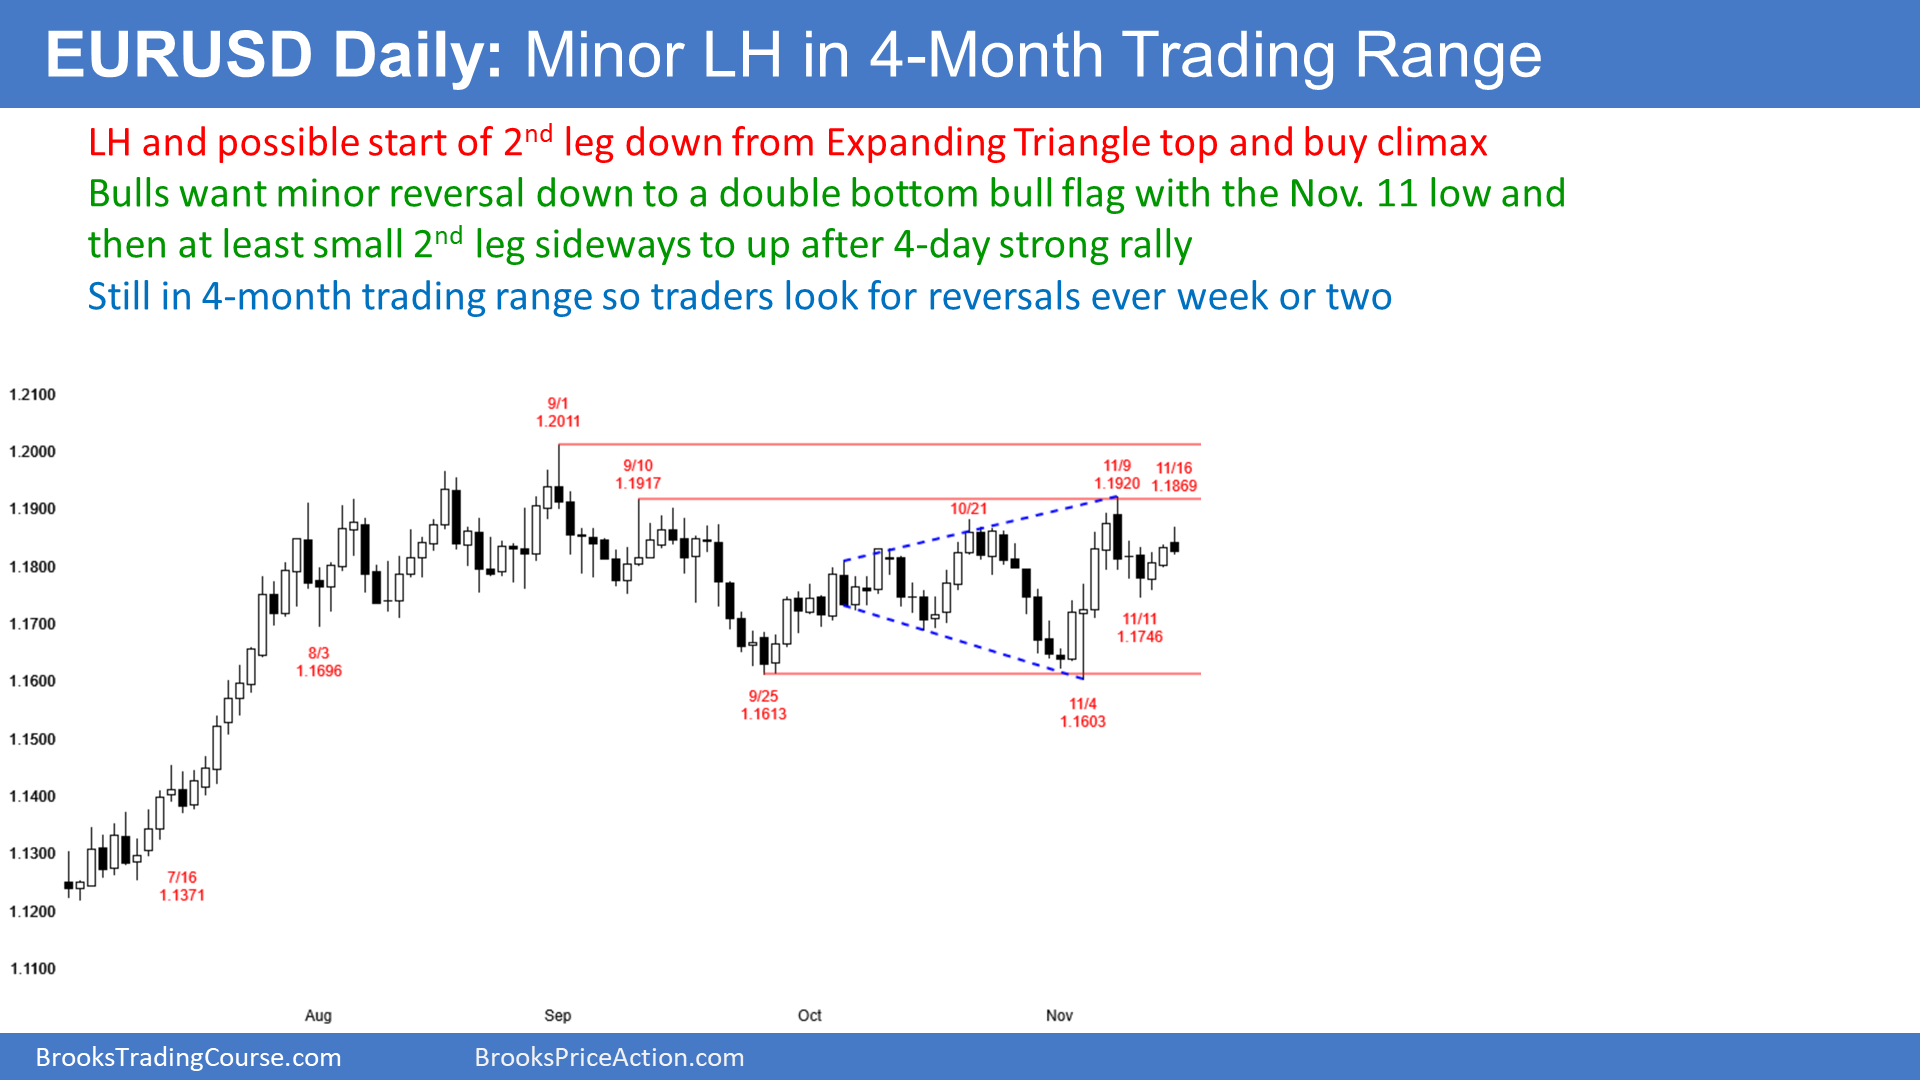 EURUSD Daily: Minor LH in 4-Month Trading Range
LH and possible start of 2nd leg down from Expanding Triangle top and buy climax
Bulls want minor reversal down to a double bottom bull flag with the Nov. 11 low and
then at least small 2nd leg sideways to up after 4-day strong rally
Still in 4-month trading range so traders look for reversals ever week or two
1.2100
9/1
1.2011
1.2000
9/10
1.1917
11/9
1.1920
11/16
1.1869
1.1900
10/21
1.1800
1.1700
11/11
1.1746
8/3
1.1696
1.1600
9/25
1.1613
11/4
1.1603
1.1500
1.1400
1.1300
7/16
1.1371
1.1200
1.1100
Aug
Sep
Oct
Nov
BrooksTradingCourse.com
BrooksPriceAction.com